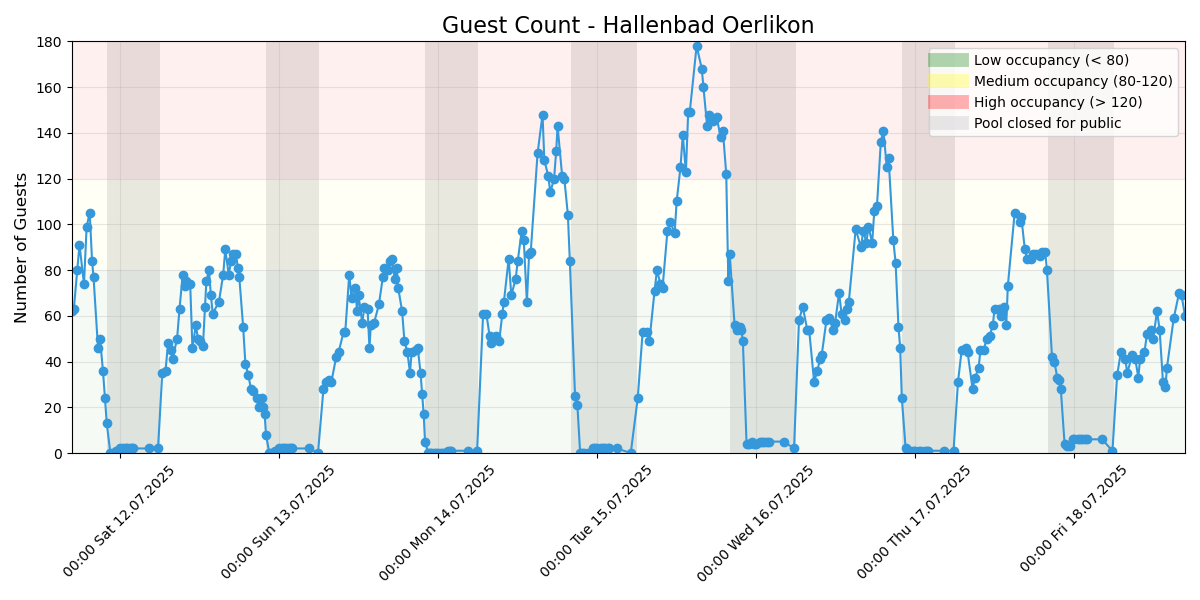 Guest Count - Hallenbad Oerlikon
Number of Guests
180
160
140
120
100
80
60
40
20
0
Low occupancy (< 80)
Medium occupancy (80-120)
High occupancy (> 120)
Pool closed for public
00:00 Sat 12.07.2025
00:00 Sun 13.07.2025
00:00 Mon 14.07.2025
00:00 Tue 15.07.2025
00:00 Wed 16.07.2025
00:00 Thu 17.07.2025
00:00 Fri 18.07.2025